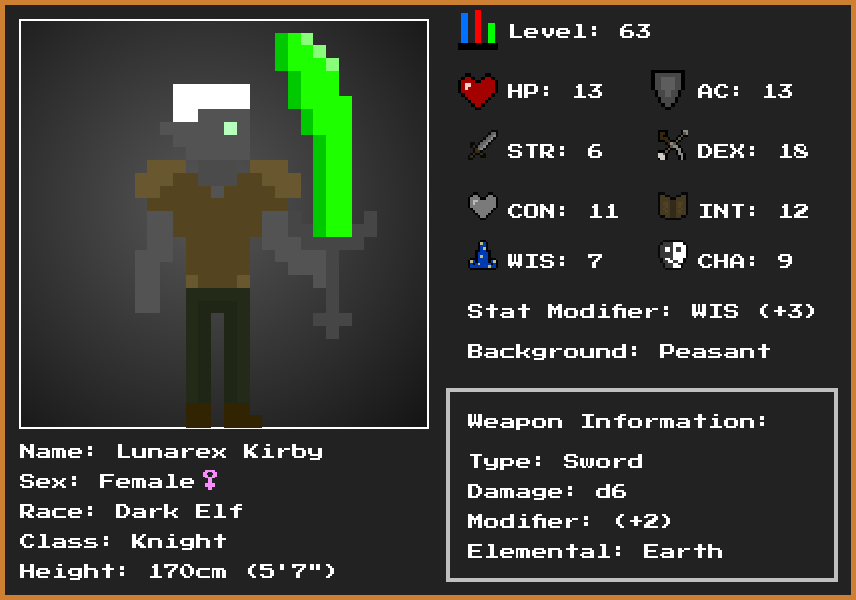 Level: 63
HP: 13
AC: 13
STR: 6
DEX: 18
CON: 11
INT: 12
WIS: 7
CHA: 9
Stat Modifier: WIS (+3)
Background: Peasant
Name: Lunarex Kirby
Sex: Female♀
Race: Dark Elf
Class: Knight
Height: 170cm (5'7")
Weapon Information:
Type: Sword
Damage: d6
Modifier: (+2)
Elemental: Earth